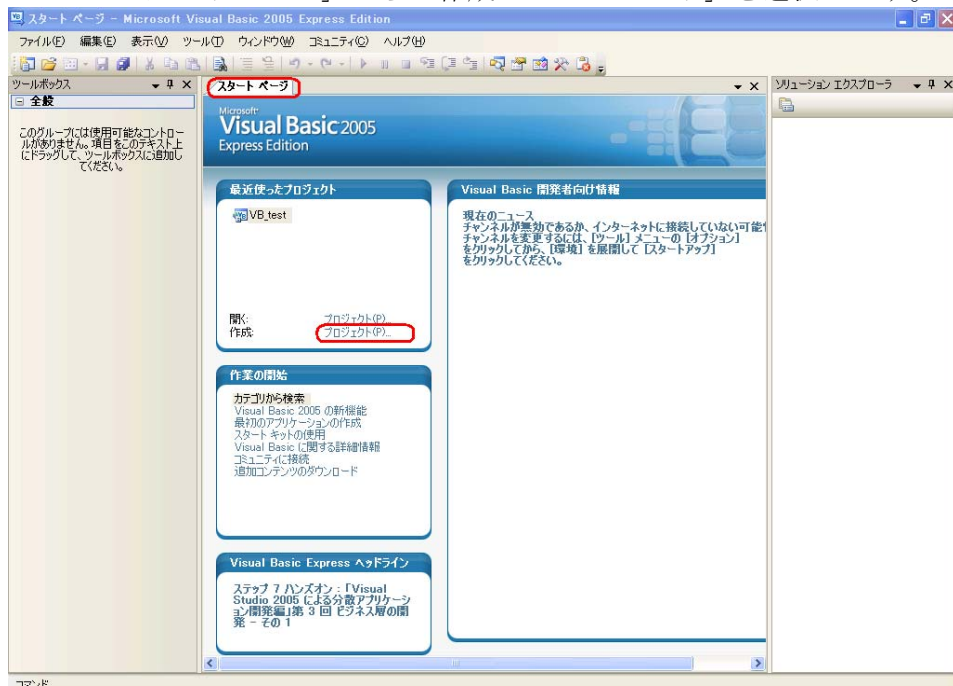 スタート ページ - Microsoft Visual Basic 2005 Express Edition
ファイル(F) 編集(E) 表示(V) ツール(T) ウィンドウ(W) コミュニティ(C) ヘルプ(H)
ツールボックス
全般
このグループには使用可能なコントロー
ルがありません。項目をこのテキスト上
にドラッグして、ツールボックスに追加し
てください。
スタート ページ
Microsoft
Visual Basic 2005
Express Edition
最近使ったプロジェクト
VB_test
開く: プロジェクト(P)...
作成: プロジェクト(P)...
作業の開始
カテゴリから検索
Visual Basic 2005 の新機能
最初のアプリケーションの作成
スタート キットの使用
Visual Basic に関する詳細情報
コミュニティに接続
追加コンテンツのダウンロード
Visual Basic Express ヘッドライン
ステップ 7 ハンズオン : 「Visual
Studio 2005 による分散アプリケーシ
ョン開発編」第 3 回 ビジネス層の開
発 - その 1
Visual Basic 開発者向け情報
現在のニュース
チャンネルが無効であるか、インターネットに接続していない可能
チャンネルを変更するには、[ツール] メニューの [オプション]
をクリックしてから、[環境] を展開して [スタートアップ]
をクリックしてください。
ソリューション エクスプローラ